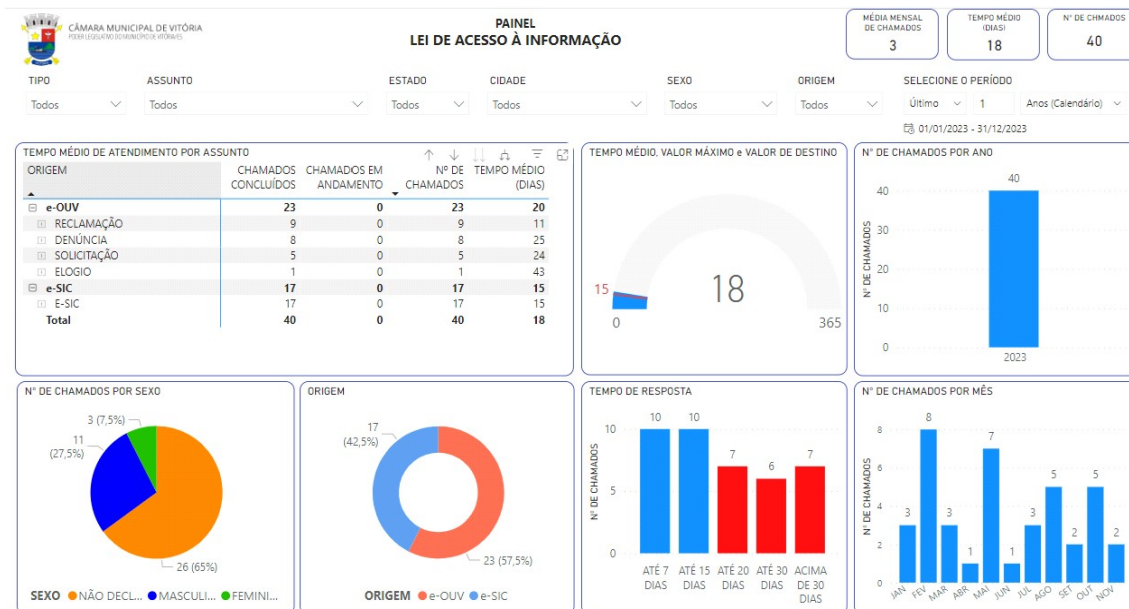 CÂMARA MUNICIPAL DE VITÓRIA
PODER LEGISLATIVO DO MUNICÍPIO DE VITÓRIA/ES
PAINEL
LEI DE ACESSO À INFORMAÇÃO
MÉDIA MENSAL
DE CHAMADOS
3
TEMPO MÉDIO
(DIAS)
18
Nº DE CHMADOS
40
TIPO
ASSUNTO
ESTADO
CIDADE
SEXO
ORIGEM
SELECIONE O PERÍODO
Todos
Todos
Todos
Todos
Todos
Todos
Último
1
Anos (Calendário)
01/01/2023 - 31/12/2023
TEMPO MÉDIO DE ATENDIMENTO POR ASSUNTO
ORIGEM CHAMADOS CONCLUÍDOS CHAMADOS EM ANDAMENTO Nº DE CHAMADOS TEMPO MÉDIO (DIAS)
e-OUV 23 0 23 20
RECLAMAÇÃO 9 0 9 11
DENÚNCIA 8 0 8 25
SOLICITAÇÃO 5 0 5 24
ELOGIO 1 0 1 43
e-SIC 17 0 17 15
E-SIC 17 0 17 15
Total 40 0 40 18
TEMPO MÉDIO, VALOR MÁXIMO e VALOR DE DESTINO
15
18
0
365
Nº DE CHAMADOS POR ANO
Nº DE CHAMADOS
40
30
20
10
0
40
2023
Nº DE CHAMADOS POR SEXO
3 (7,5%)
11
(27,5%)
26 (65%)
SEXO NÃO DECL... MASCULI... FEMINI...
ORIGEM
17
(42,5%)
23 (57,5%)
ORIGEM e-OUV e-SIC
TEMPO DE RESPOSTA
Nº DE CHAMADOS
10
5
0
10 10 7 6 7
ATÉ 7 DIAS
ATÉ 15 DIAS
ATÉ 20 DIAS
ATÉ 30 DIAS
ACIMA DE 30 DIAS
Nº DE CHAMADOS POR MÊS
Nº DE CHAMADOS
8
6
4
2
0
3 8 3 1 7 1 3 5 2 5 2
JAN FEV MAR ABR MAI JUN JUL AGO SET OUT NOV